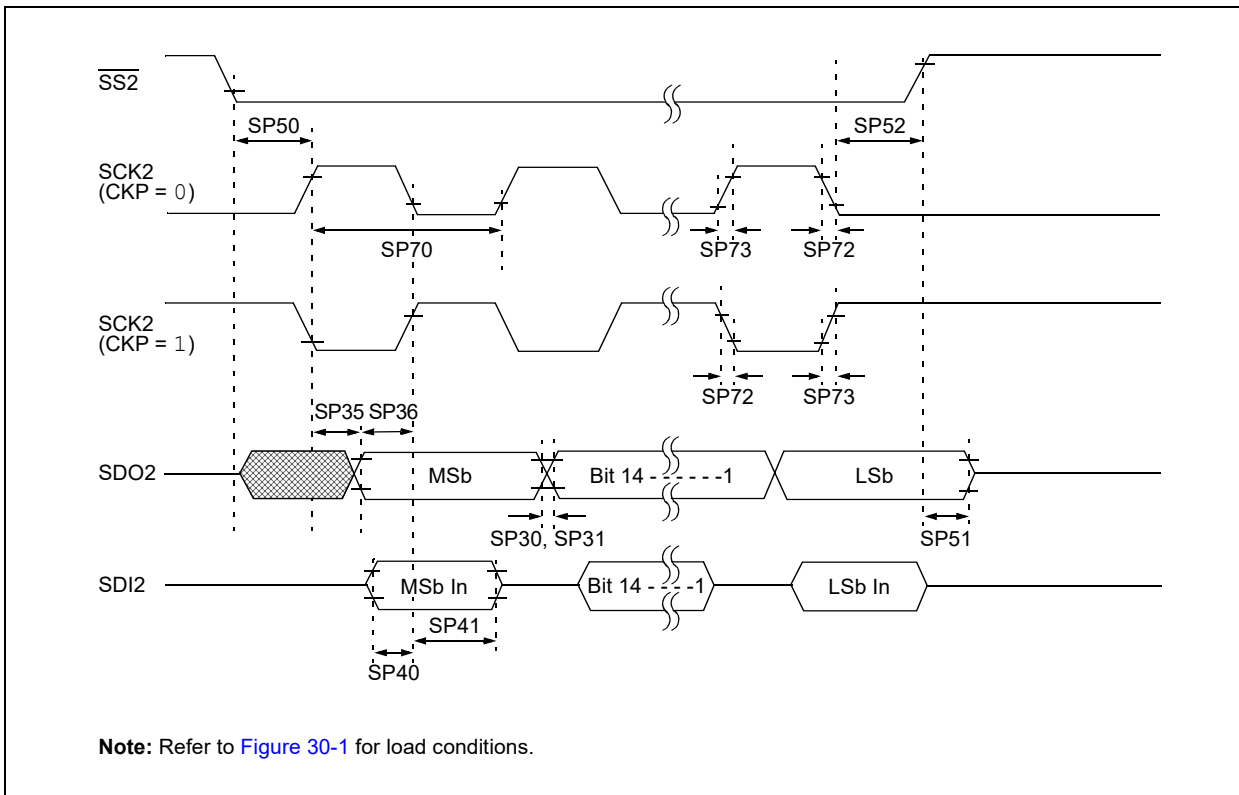 SS2
SP50
SP52
SCK2
(CKP = 0)
SP70
SP73
SP72
SCK2
(CKP = 1)
SP72
SP73
SP35 SP36
SDO2
MSb
Bit 14 - - - - - -1
LSb
SP30, SP31
SP51
SDI2
MSb In
Bit 14 - - - -1
LSb In
SP41
SP40
Note: Refer to Figure 30-1 for load conditions.